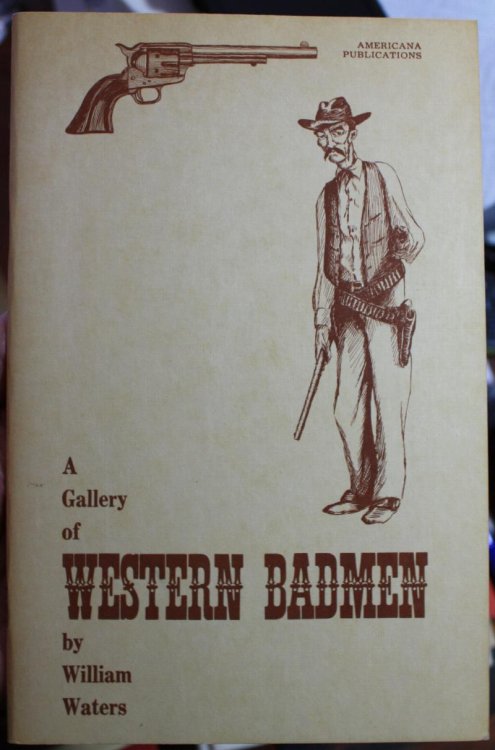 AMERICANA
PUBLICATIONS
A
Gallery
of
WESTERN BADMEN
by
William
Waters